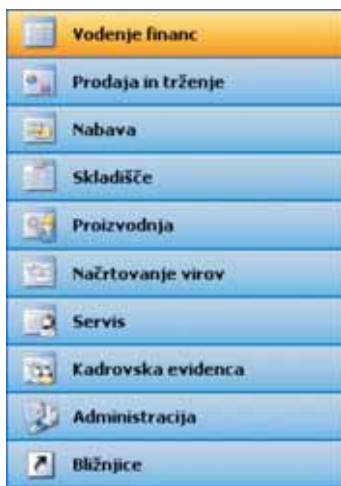 Vodenje financ
Prodaja in trženje
Nabava
Skladišče
Proizvodnja
Načrtovanje virov
Servis
Kadrovska evidenca
Administracija
Bližnjice